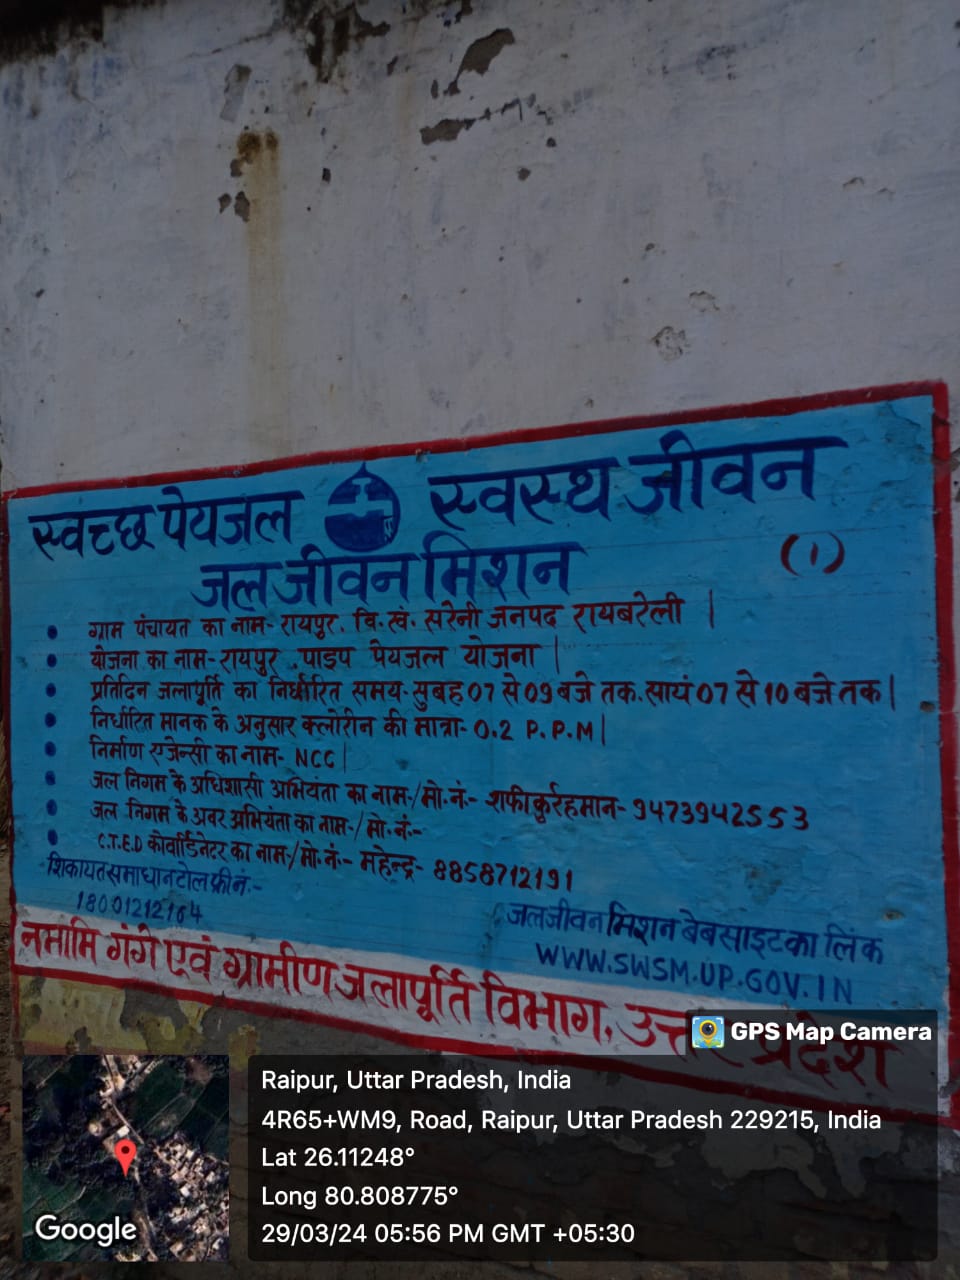 स्वच्छ पेयजल स्वस्थ जीवन
जल जीवन मिशन
(1)
ग्राम पंचायत का नाम- रायपुर. वि. खं. सरेनी जनपद रायबरेली |
योजना का नाम- रायपुर पाइप पेयजल योजना |
प्रतिदिन जलापूर्ति का निर्धारित समय- सुबह 07 से 09 बजे तक. सायं 07 से 10 बजे तक |
निर्धारित मानक के अनुसार क्लोरीन की मात्रा- 0.2 P.P.M |
निर्माण एजेन्सी का नाम- NCC |
जल निगम के अधिशासी अभियंता का नाम-/मो.नं.- शफीकुर्रहमान- 9473942553
जल निगम के अवर अभियंता का नाम-/मो.नं.-
C.T.E.D कोवार्डिनेटर का नाम-/मो.नं.- महेन्द्र- 8858712191
शिकायत समाधान टोल फ्री नं.-
18001212164
जल जीवन मिशन बेबसाइट का लिंक
WWW.SWSM.UP.GOV.IN
नमामि गंगे एवं ग्रामीण जलापूर्ति विभाग, उत्तर प्रदेश
GPS Map Camera
Raipur, Uttar Pradesh, India
4R65+WM9, Road, Raipur, Uttar Pradesh 229215, India
Lat 26.11248°
Long 80.808775°
29/03/24 05:56 PM GMT +05:30
Google